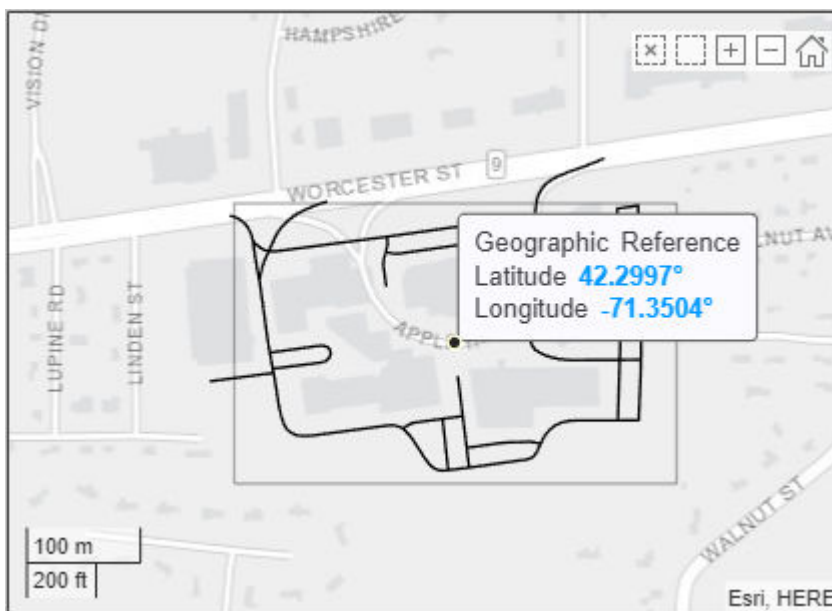 VISION D
HAMPSHIRE
WORCESTER ST
9
Geographic Reference
Latitude 42.2997°
Longitude -71.3504°
LNUT AV
LUPINE RD
LINDEN ST
APPL
WALNUT ST
100 m
200 ft
Esri, HERE